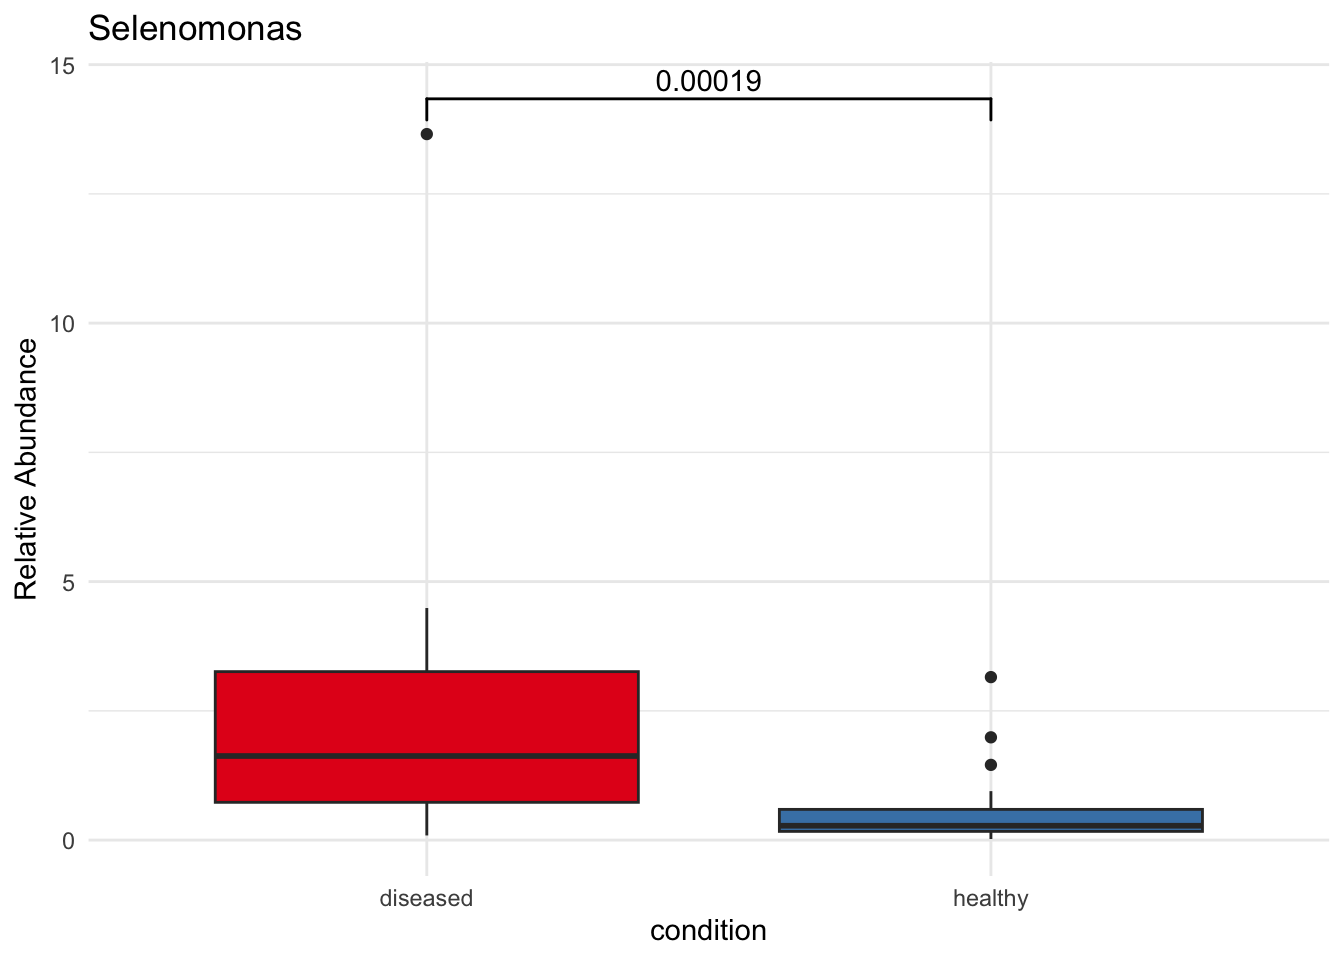 Selenomonas
15
0.00019
10
Relative Abundance
5
0
diseased
healthy
condition